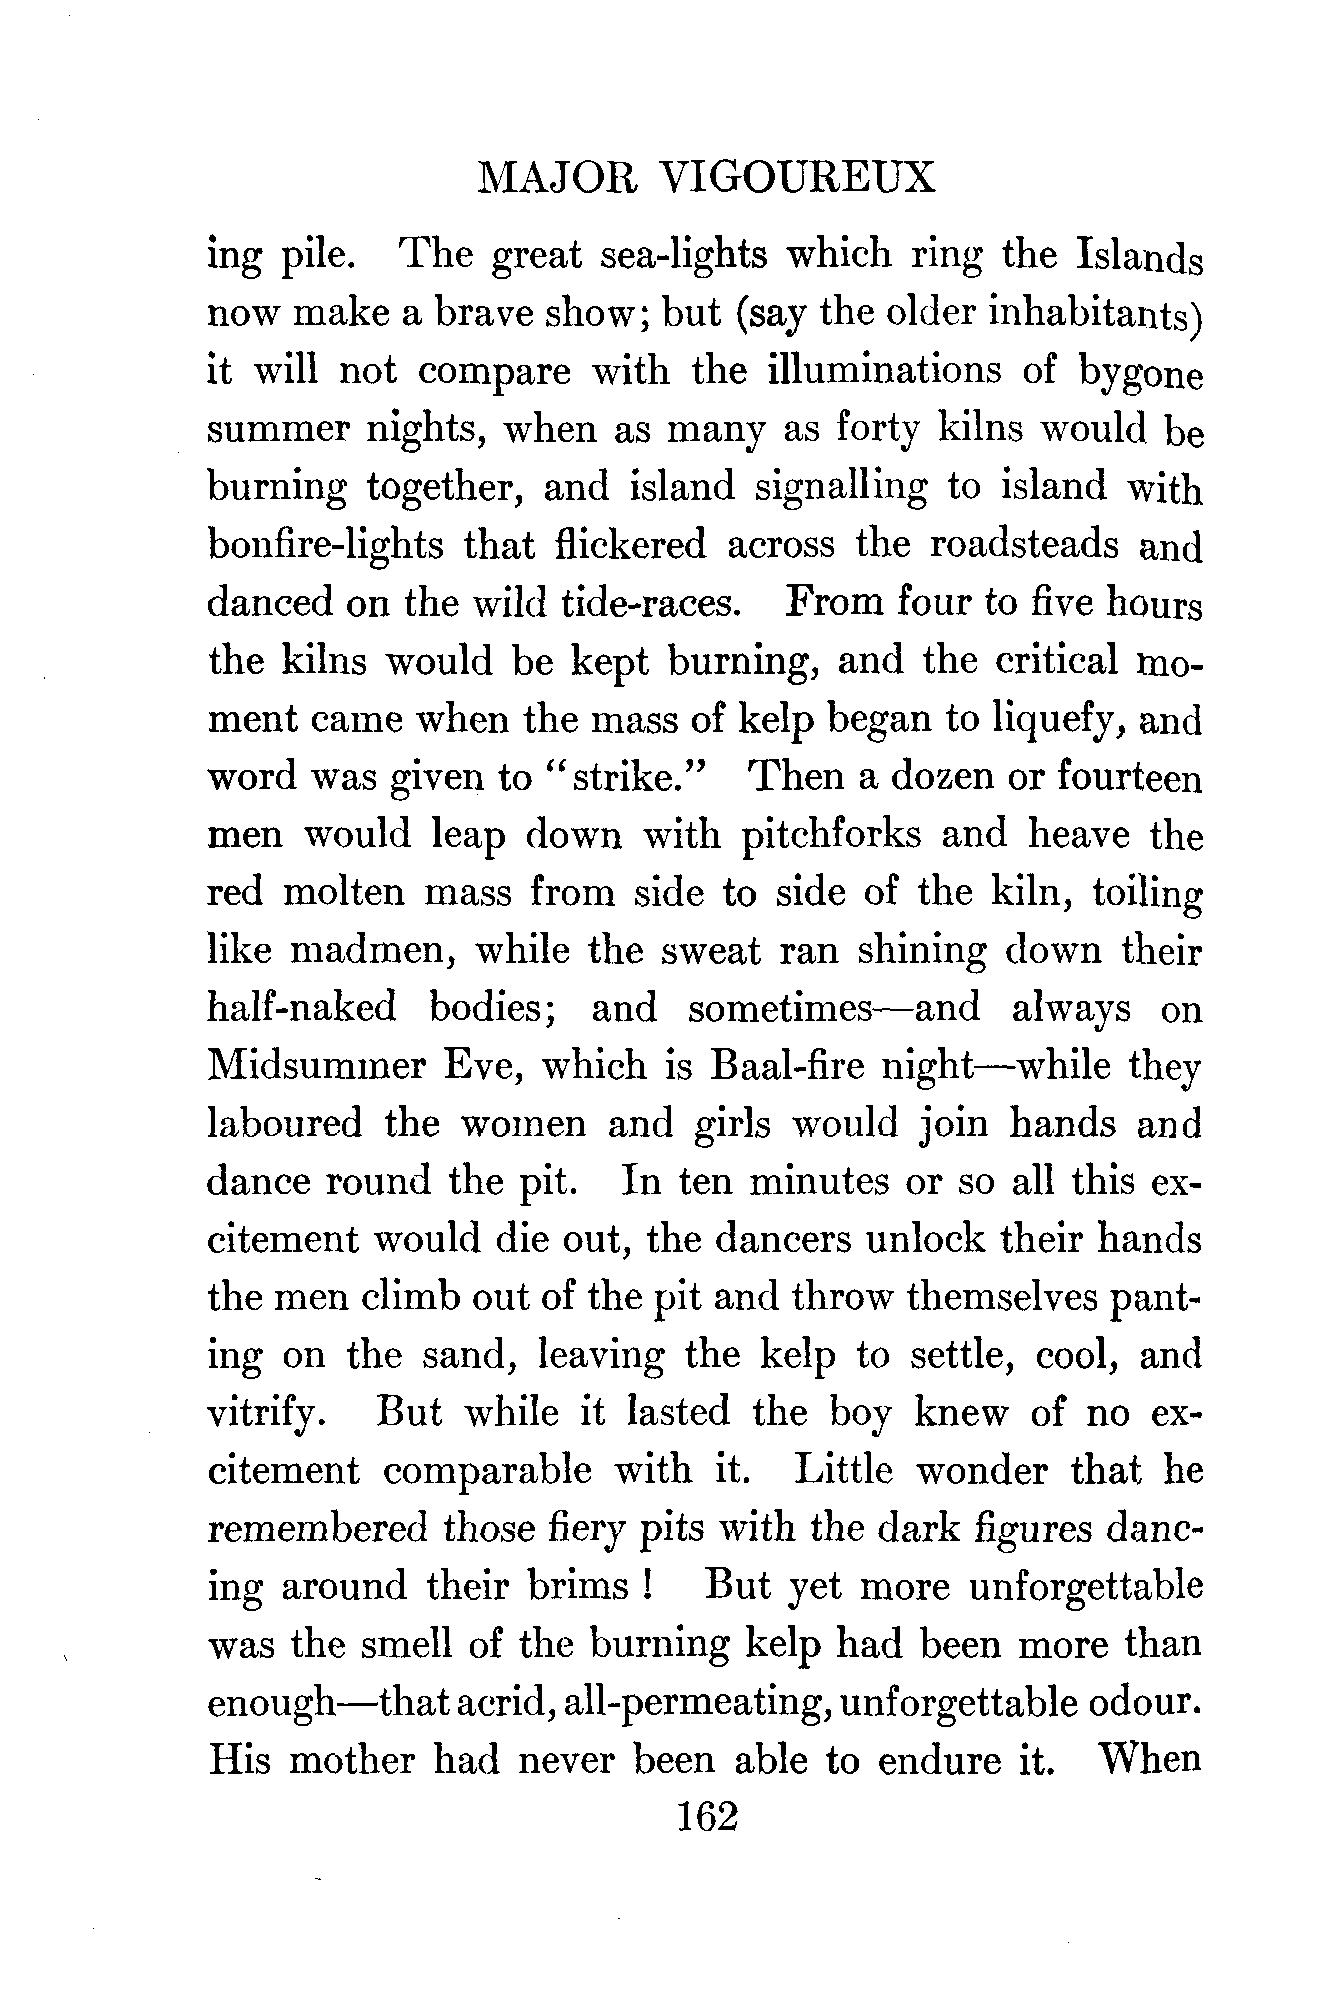 MAJOR VIGOUREUX
ing pile. The great sea-lights which ring the Islands
now make a brave show; but (say the older inhabitants)
it will not compare with the illuminations of bygone
summer nights, when as many as forty kilns would be
burning together, and island signalling to island with
bonfire-lights that flickered across the roadsteads and
danced on the wild tide-races. From four to five hours
the kilns would be kept burning, and the critical mo-
ment came when the mass of kelp began to liquefy, and
word was given to "strike." Then a dozen or fourteen
men would leap down with pitchforks and heave the
red molten mass from side to side of the kiln, toiling
like madmen, while the sweat ran shining down their
half-naked bodies; and sometimes—and always on
Midsummer Eve, which is Baal-fire night—while they
laboured the women and girls would join hands and
dance round the pit. In ten minutes or so all this ex-
citement would die out, the dancers unlock their hands
the men climb out of the pit and throw themselves pant-
ing on the sand, leaving the kelp to settle, cool, and
vitrify. But while it lasted the boy knew of no ex-
citement comparable with it. Little wonder that he
remembered those fiery pits with the dark figures danc-
ing around their brims! But yet more unforgettable
was the smell of the burning kelp had been more than
enough—that acrid, all-permeating, unforgettable odour.
His mother had never been able to endure it. When
162